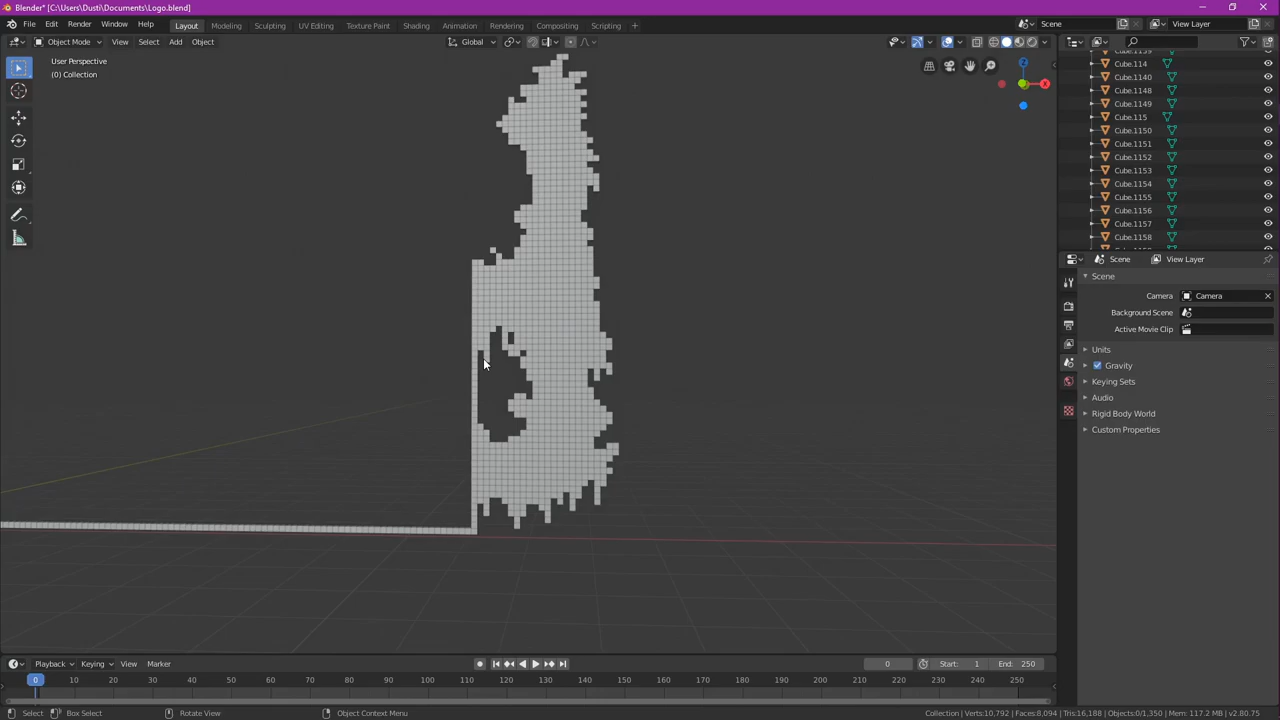 Blender* [C:\Users\Dusti\Documents\Logo.blend]
File Edit Render Window Help Layout Modeling Sculpting UV Editing Texture Paint Shading Animation Rendering Compositing Scripting + Scene View Layer
Object Mode View Select Add Object Global
User Perspective
(0) Collection
X
Z
Cube.1139
Cube.114
Cube.1140
Cube.1148
Cube.1149
Cube.115
Cube.1150
Cube.1151
Cube.1152
Cube.1153
Cube.1154
Cube.1155
Cube.1156
Cube.1157
Cube.1158
Scene View Layer
Scene
Camera Camera
Background Scene
Active Movie Clip
Units
Gravity
Keying Sets
Audio
Rigid Body World
Custom Properties
Playback Keying View Marker 0 Start: 1 End: 250
0 10 20 30 40 50 60 70 80 90 100 110 120 130 140 150 160 170 180 190 200 210 220 230 240 250
Select Box Select Rotate View Object Context Menu Collection | Verts:10,792 | Faces:8,094 | Tris:16,188 | Objects:0/1,350 | Mem: 117.2 MB | v2.80.75